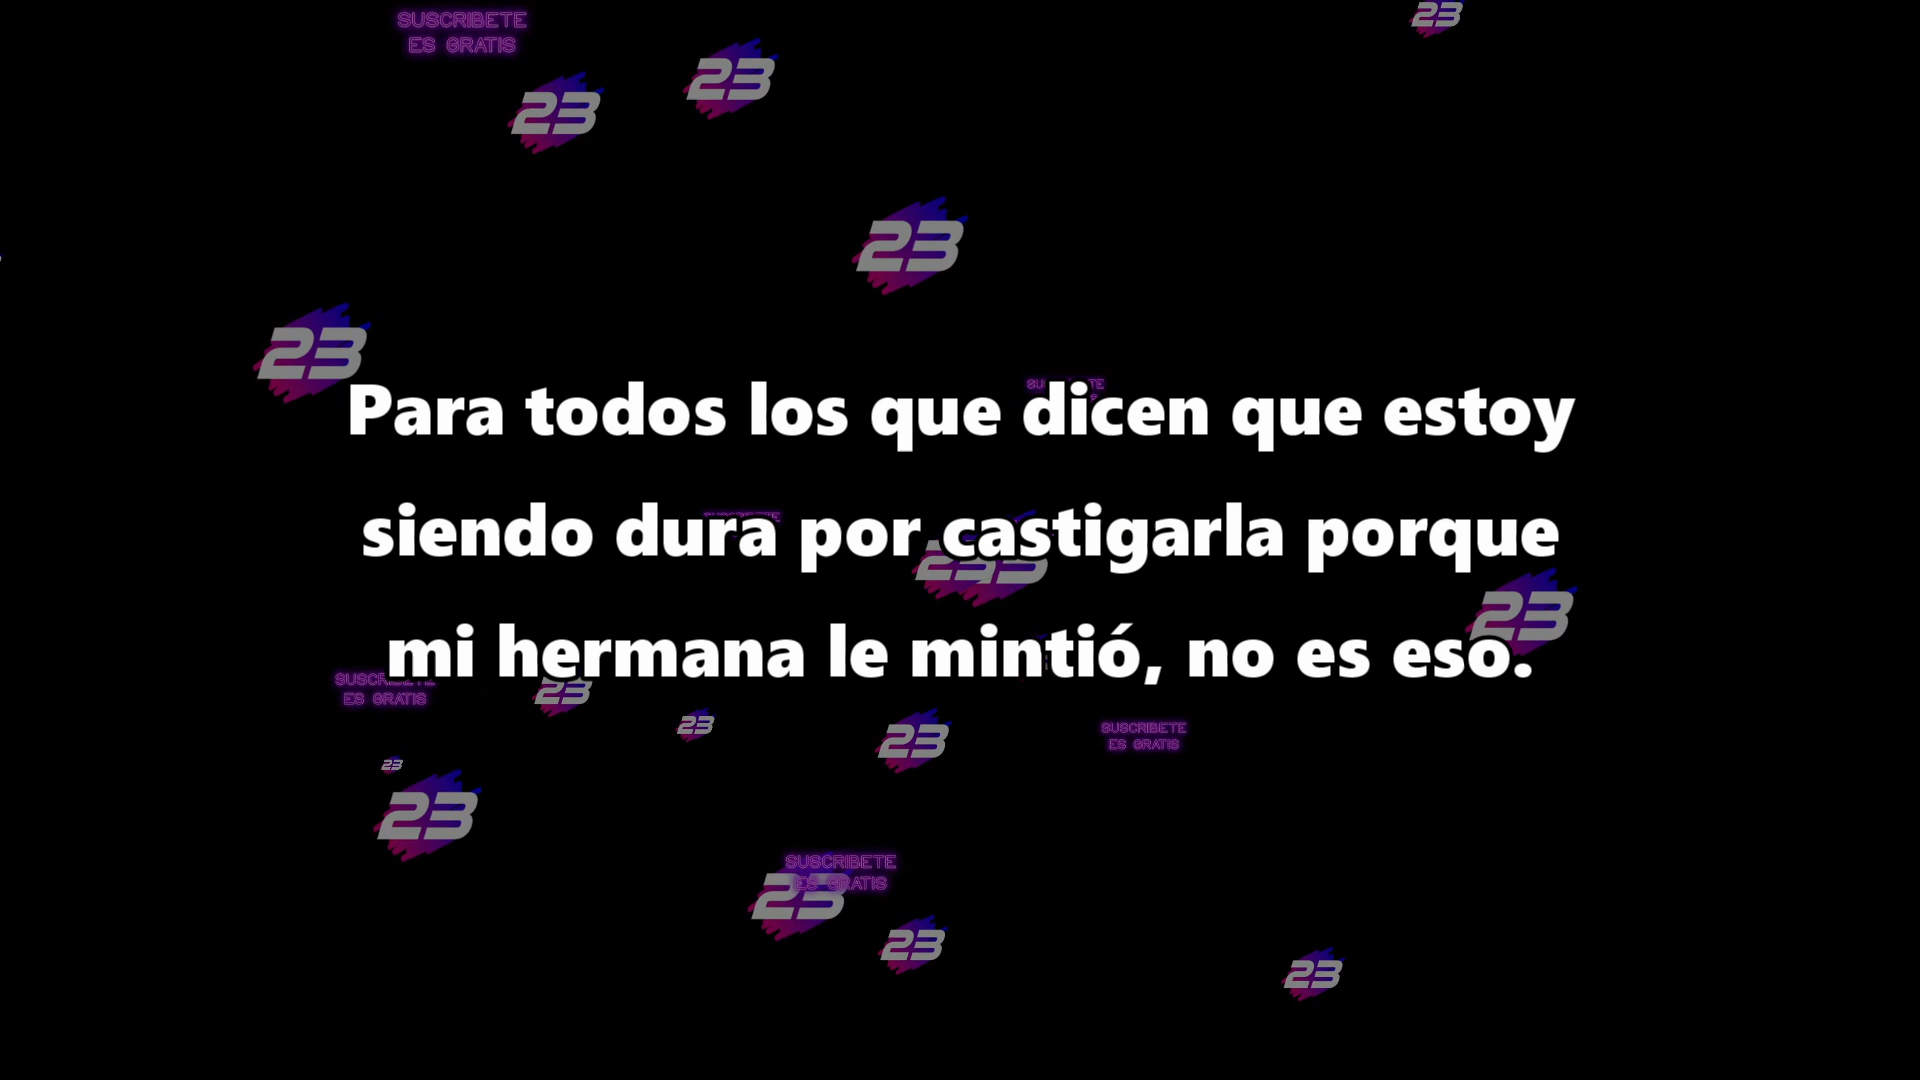 SUSCRIBETE
ES GRATIS
23
23
23
23
23
Para todos los que dicen que estoy
siendo dura por castigarla porque
23
mi hermana le mintió, no es eso.
ES GRATIS
23
23
23
SUSCRIBETE
ES GRATIS
23
23
SUSCRIBETE
ES GRATIS
23
23
23